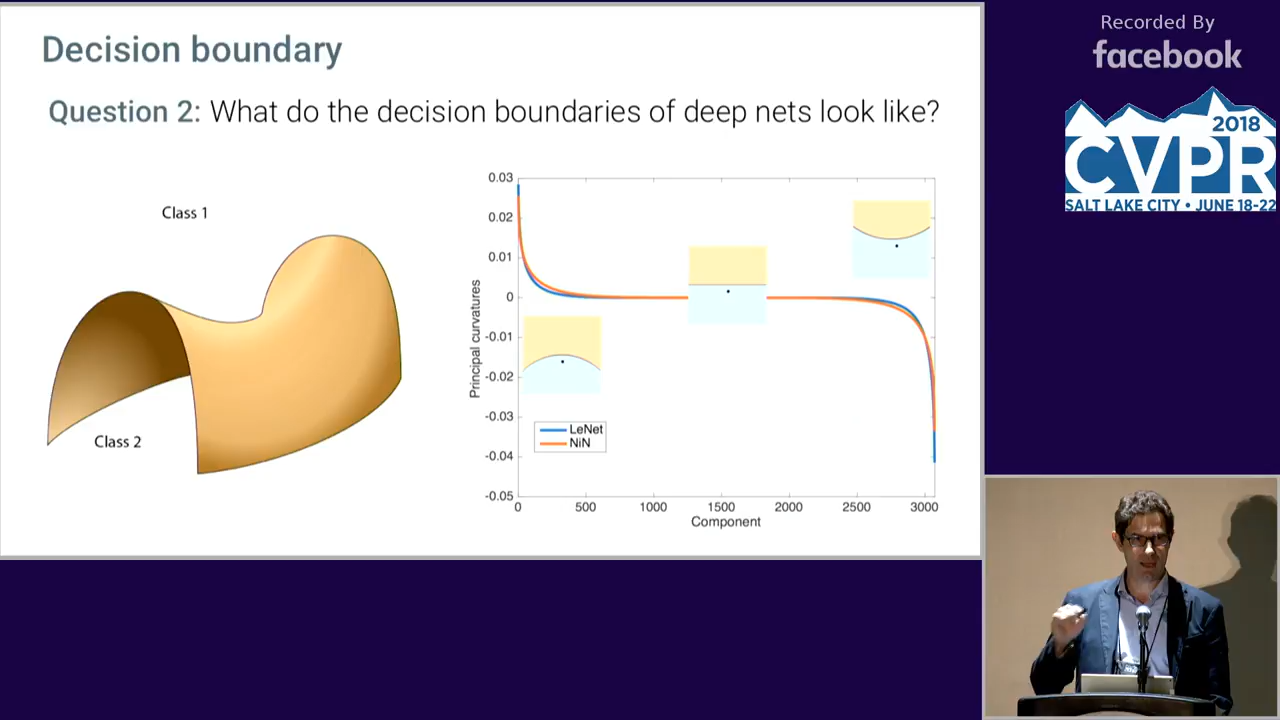 Decision boundary
Question 2: What do the decision boundaries of deep nets look like?
Class 1
Class 2
0.03
0.02
0.01
0
-0.01
-0.02
-0.03
-0.04
-0.05
Principal curvatures
LeNet
NiN
0 500 1000 1500 2000 2500 3000
Component
Recorded By
facebook
2018
CVPR
SALT LAKE CITY • JUNE 18-22